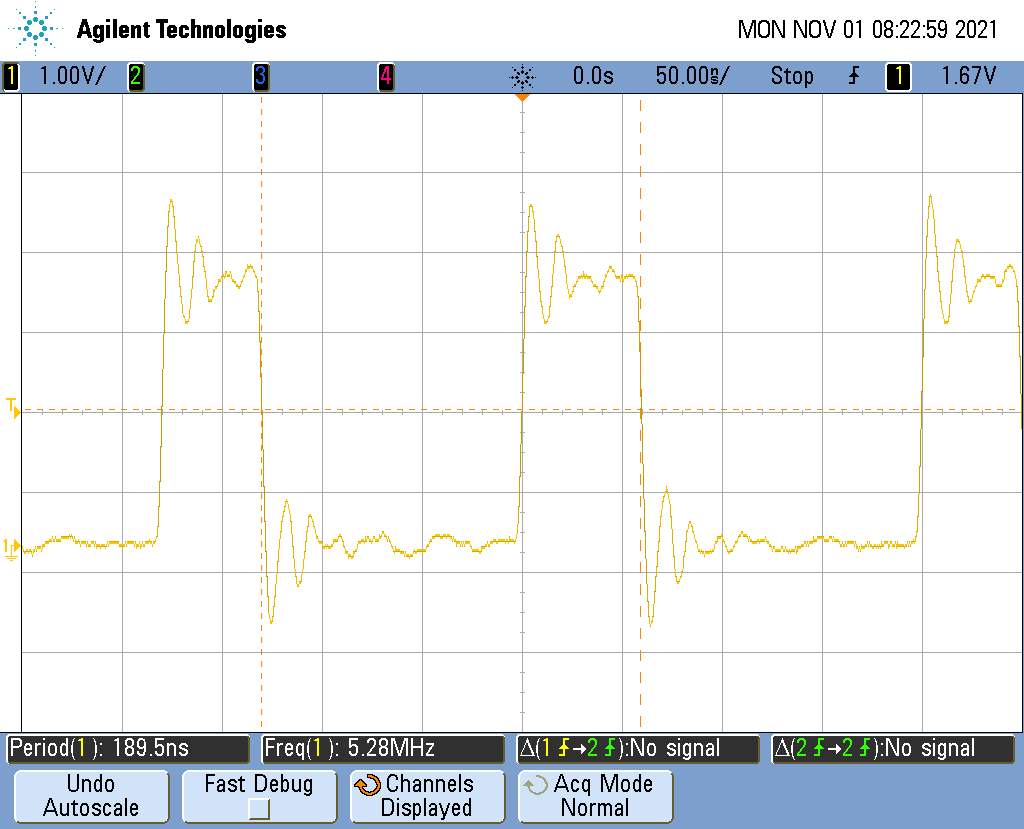 Agilent Technologies MON NOV 01 08:22:59 2021
1 1.00V/ 2 3 4 0.0s 50.00ns/ Stop 1 1.67V
T
1
Period(1): 189.5ns Freq(1): 5.28MHz Δ(1→2):No signal Δ(2→2):No signal
Undo Autoscale
Fast Debug
Channels Displayed
Acq Mode Normal